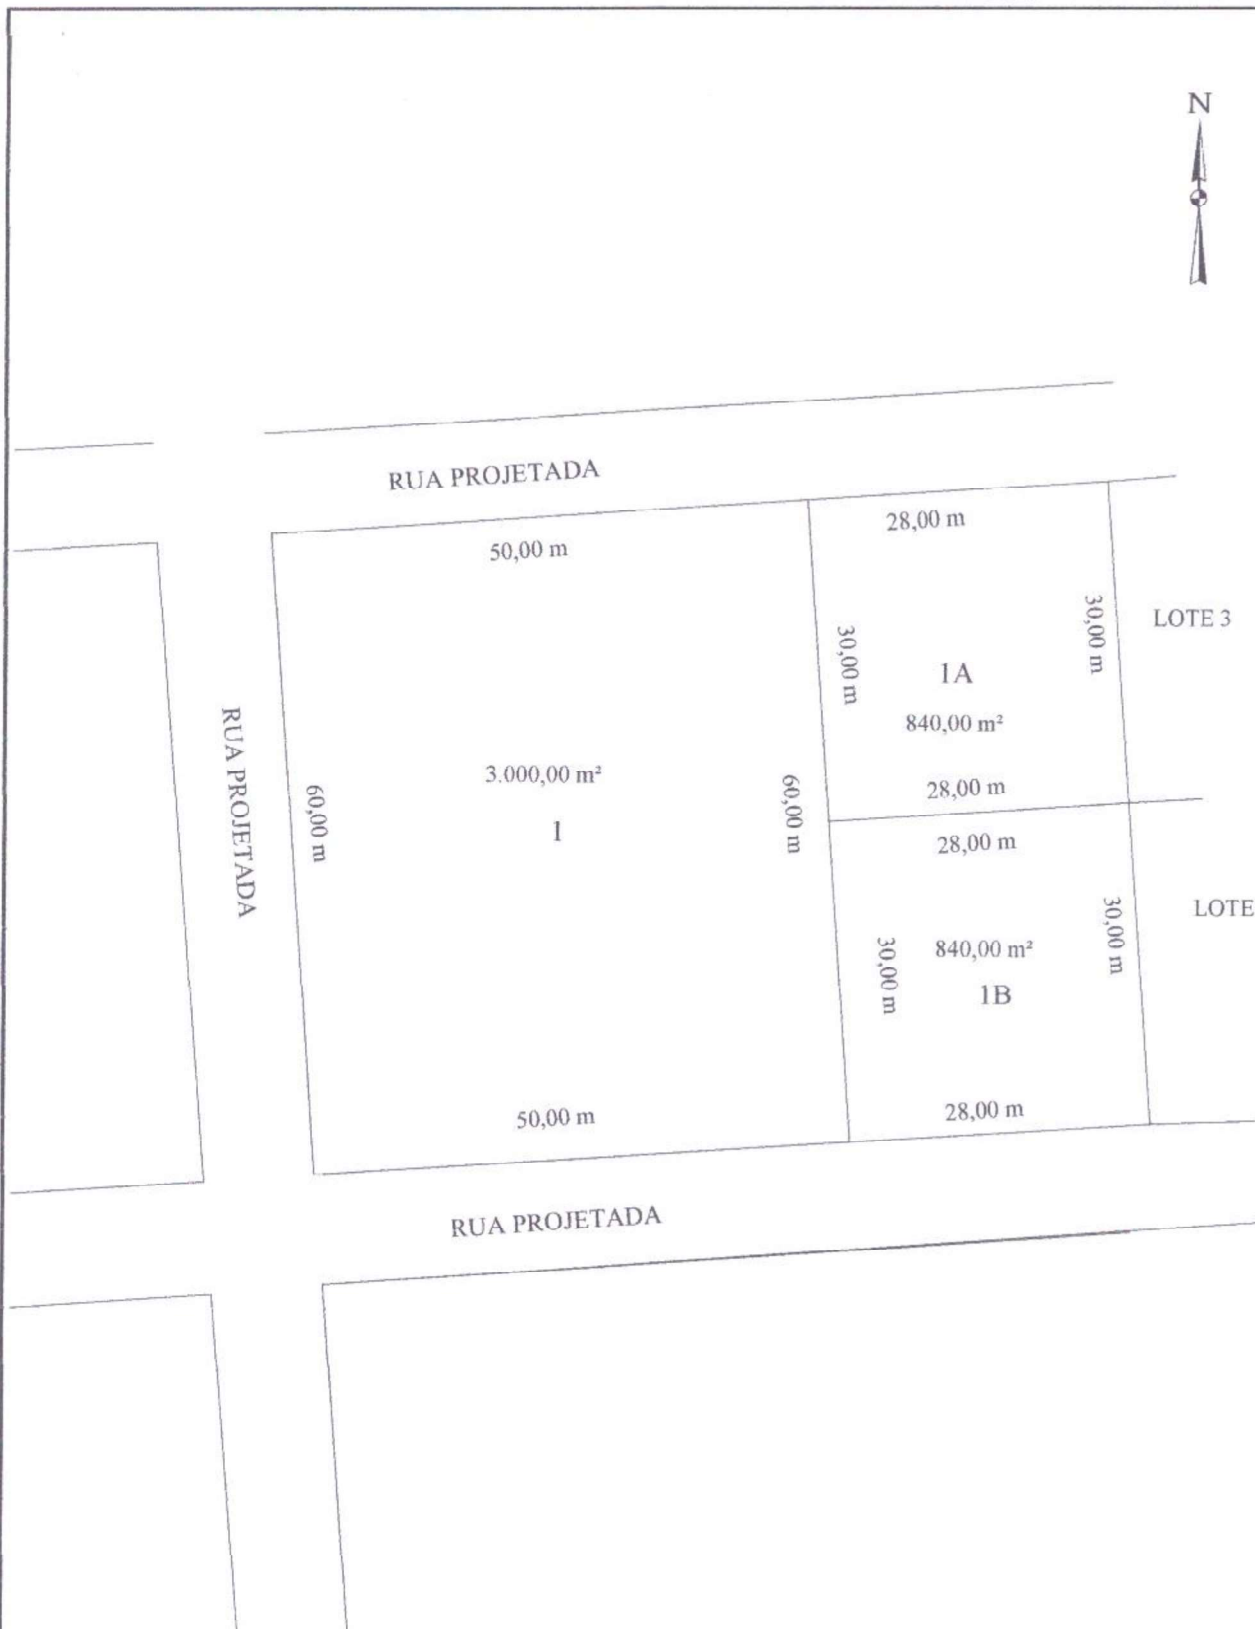 N
RUA PROJETADA
28,00 m
50,00 m
30,00 m
30,00 m
LOTE 3
1A
840,00 m²
RUA PROJETADA
60,00 m
3.000,00 m²
1
60,00 m
28,00 m
28,00 m
30,00 m
30,00 m
LOTE
840,00 m²
1B
50,00 m
28,00 m
RUA PROJETADA